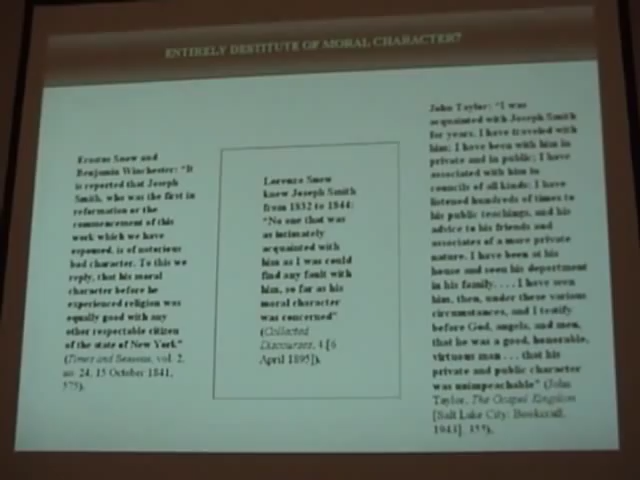 ENTIRELY DESTITUTE OF MORAL CHARACTER?
Erastus Snow and
Benjamin Winchester: "It
is reported that Joseph
Smith, who was the first in
reformation or the
commencement of this
work which we have
espoused, is of notorious
bad character. To this we
reply, that his moral
character before he
experienced religion was
equally good with any
other respectable citizen
of the state of New York"
(Times and Seasons, vol. 2,
no. 24, 15 October 1841,
575).
Lorenzo Snow
knew Joseph Smith
from 1832 to 1844:
"No one that was
as intimately
acquainted with
him as I was could
find any fault with
him, so far as his
moral character
was concerned"
(Collected
Discourses, 4 [6
April 1895]).
John Taylor: "I was
acquainted with Joseph Smith
for years. I have traveled with
him; I have been with him in
private and in public; I have
associated with him in
councils of all kinds; I have
listened hundreds of times to
his public teachings, and his
advice to his friends and
associates of a more private
nature. I have been at his
house and seen his deportment
in his family. . . . I have seen
him, then, under these various
circumstances, and I testify
before God, angels, and men,
that he was a good, honorable,
virtuous man . . . that his
private and public character
was unimpeachable" (John
Taylor, The Gospel Kingdom
[Salt Lake City: Bookcraft,
1943], 355).